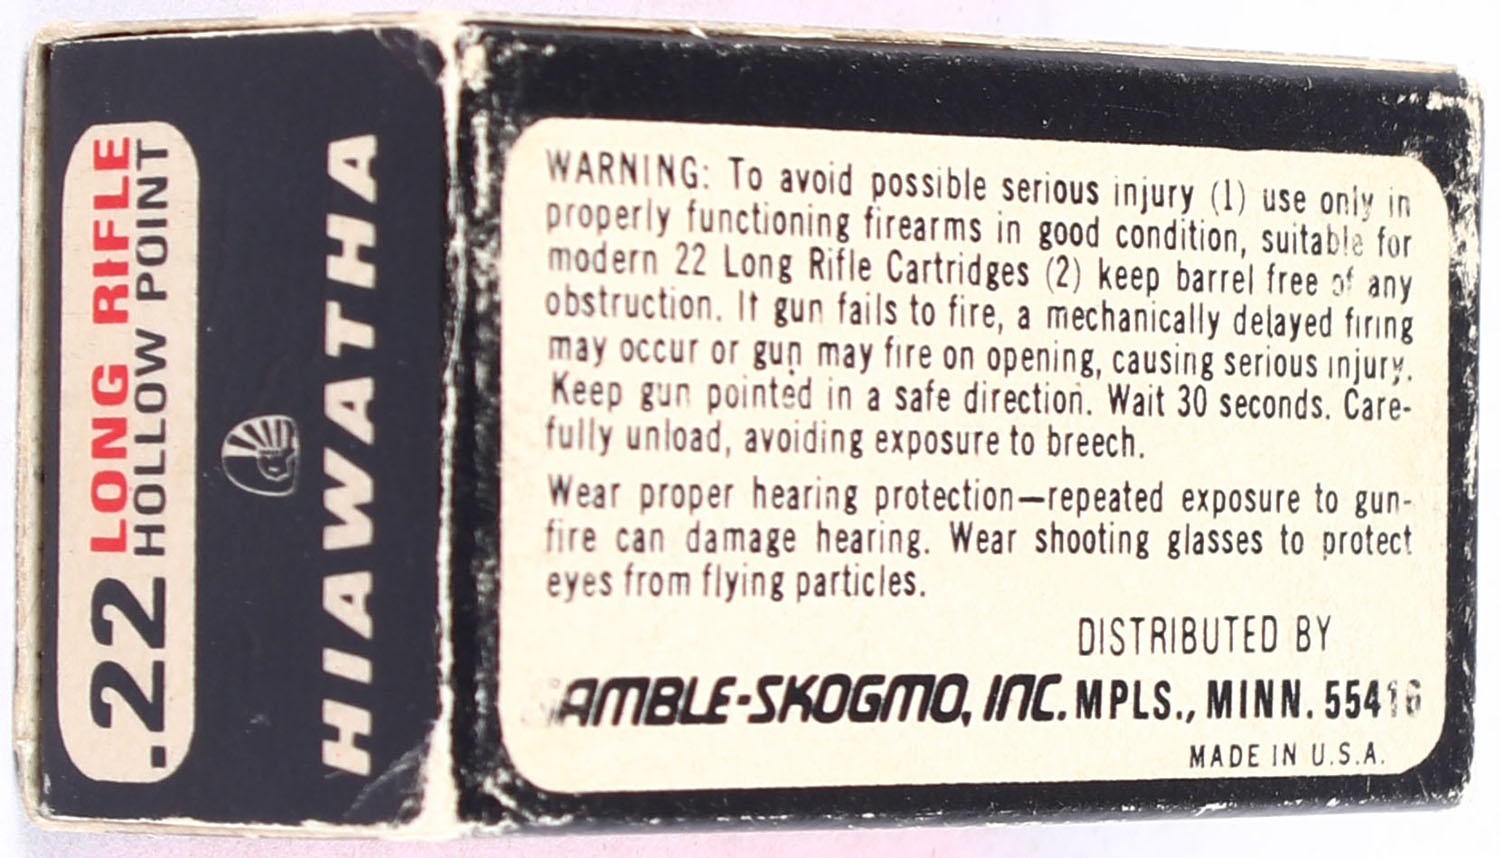 .22 LONG RIFLE
HOLLOW POINT
HIAWATHA
WARNING: To avoid possible serious injury (1) use only in
properly functioning firearms in good condition, suitable for
modern 22 Long Rifle Cartridges (2) keep barrel free of any
obstruction. If gun fails to fire, a mechanically delayed firing
may occur or gun may fire on opening, causing serious injury.
Keep gun pointed in a safe direction. Wait 30 seconds. Care-
fully unload, avoiding exposure to breech.
Wear proper hearing protection—repeated exposure to gun-
fire can damage hearing. Wear shooting glasses to protect
eyes from flying particles.
DISTRIBUTED BY
GAMBLE-SKOGMO, INC. MPLS., MINN. 55416
MADE IN U.S.A.